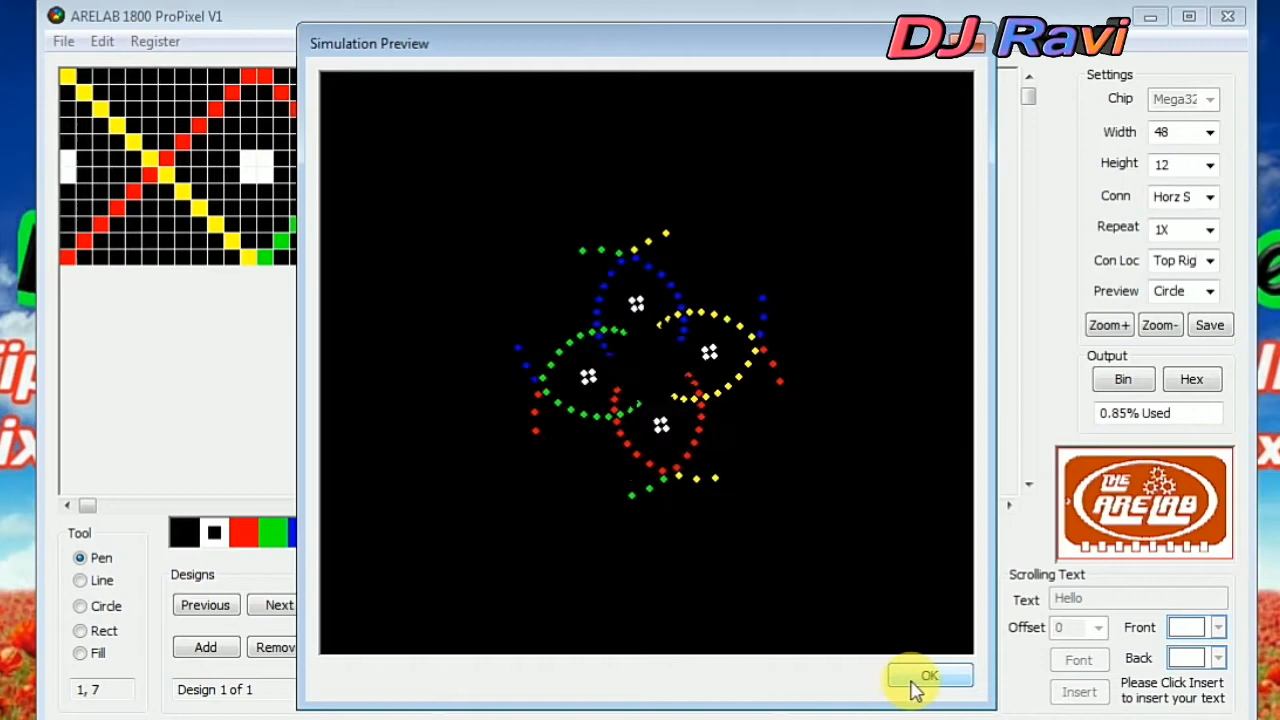 ARELAB 1800 ProPixel V1
DJ Ravi
File Edit Register
Simulation Preview
Settings
Chip Mega32
Width 48
Height 12
Conn Horz S
Repeat 1X
Con Loc Top Rig
Preview Circle
Zoom+ Zoom- Save
Output
Bin Hex
0.85% Used
THE
ARELAB
Tool
Pen
Line
Circle
Rect
Fill
1, 7
Designs
Previous Next
Add Remov
Design 1 of 1
OK
Scrolling Text
Text Hello
Offset 0 Front
Font Back
Insert Please Click Insert
to insert your text